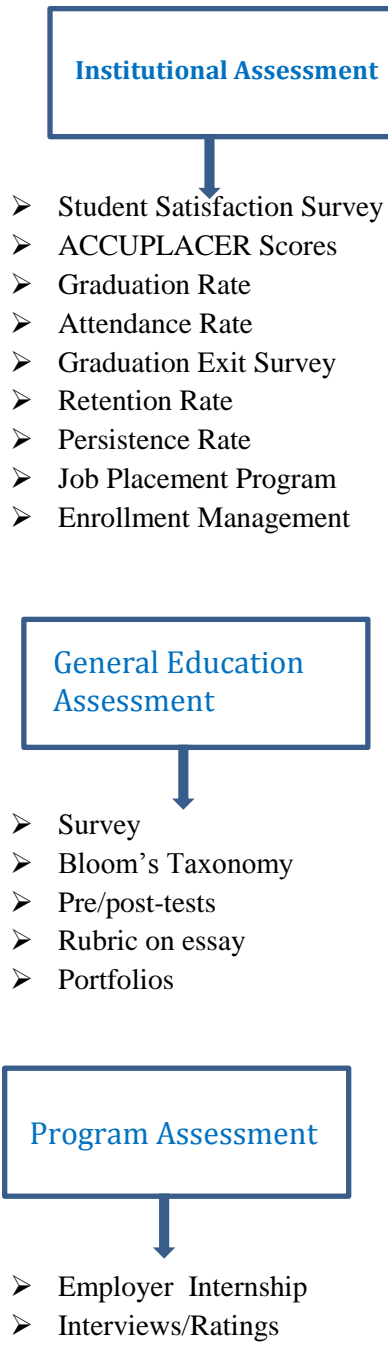 Institutional Assessment
➢ Student Satisfaction Survey
➢ ACCUPLACER Scores
➢ Graduation Rate
➢ Attendance Rate
➢ Graduation Exit Survey
➢ Retention Rate
➢ Persistence Rate
➢ Job Placement Program
➢ Enrollment Management
General Education
Assessment
➢ Survey
➢ Bloom’s Taxonomy
➢ Pre/post-tests
➢ Rubric on essay
➢ Portfolios
Program Assessment
➢ Employer Internship
➢ Interviews/Ratings